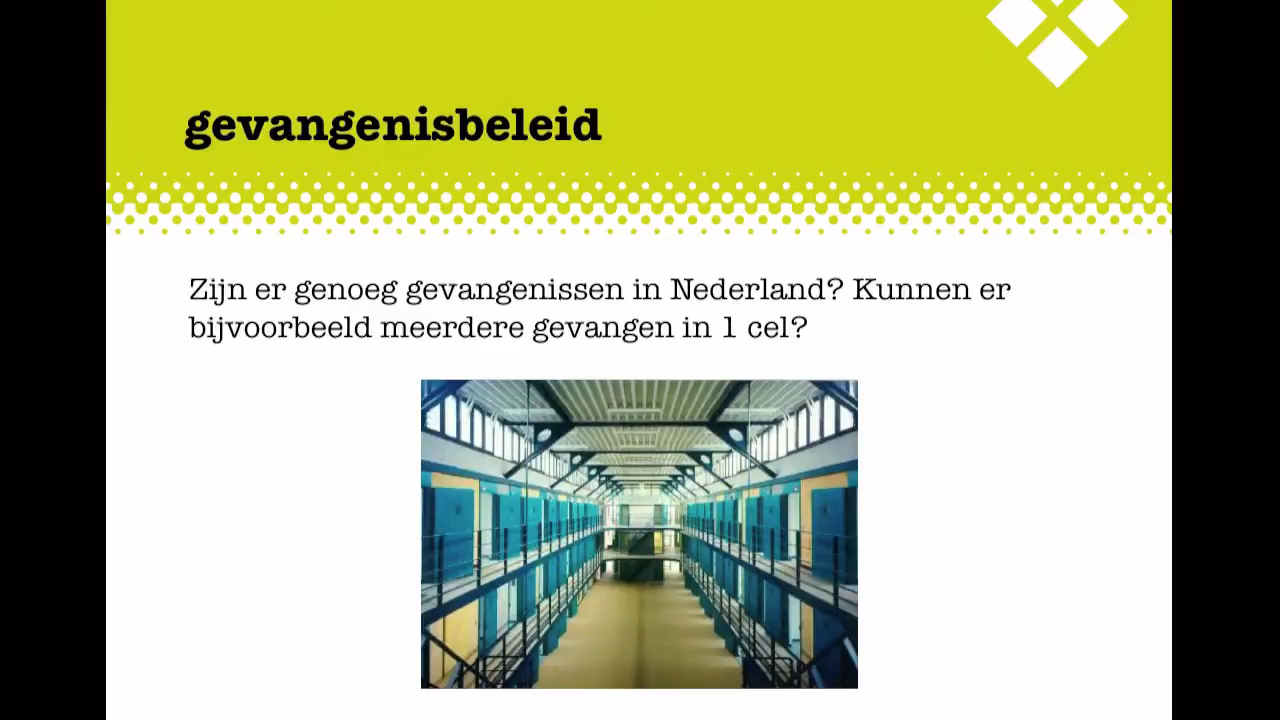 gevangenisbeleid
Zijn er genoeg gevangenissen in Nederland? Kunnen er
bijvoorbeeld meerdere gevangen in 1 cel?